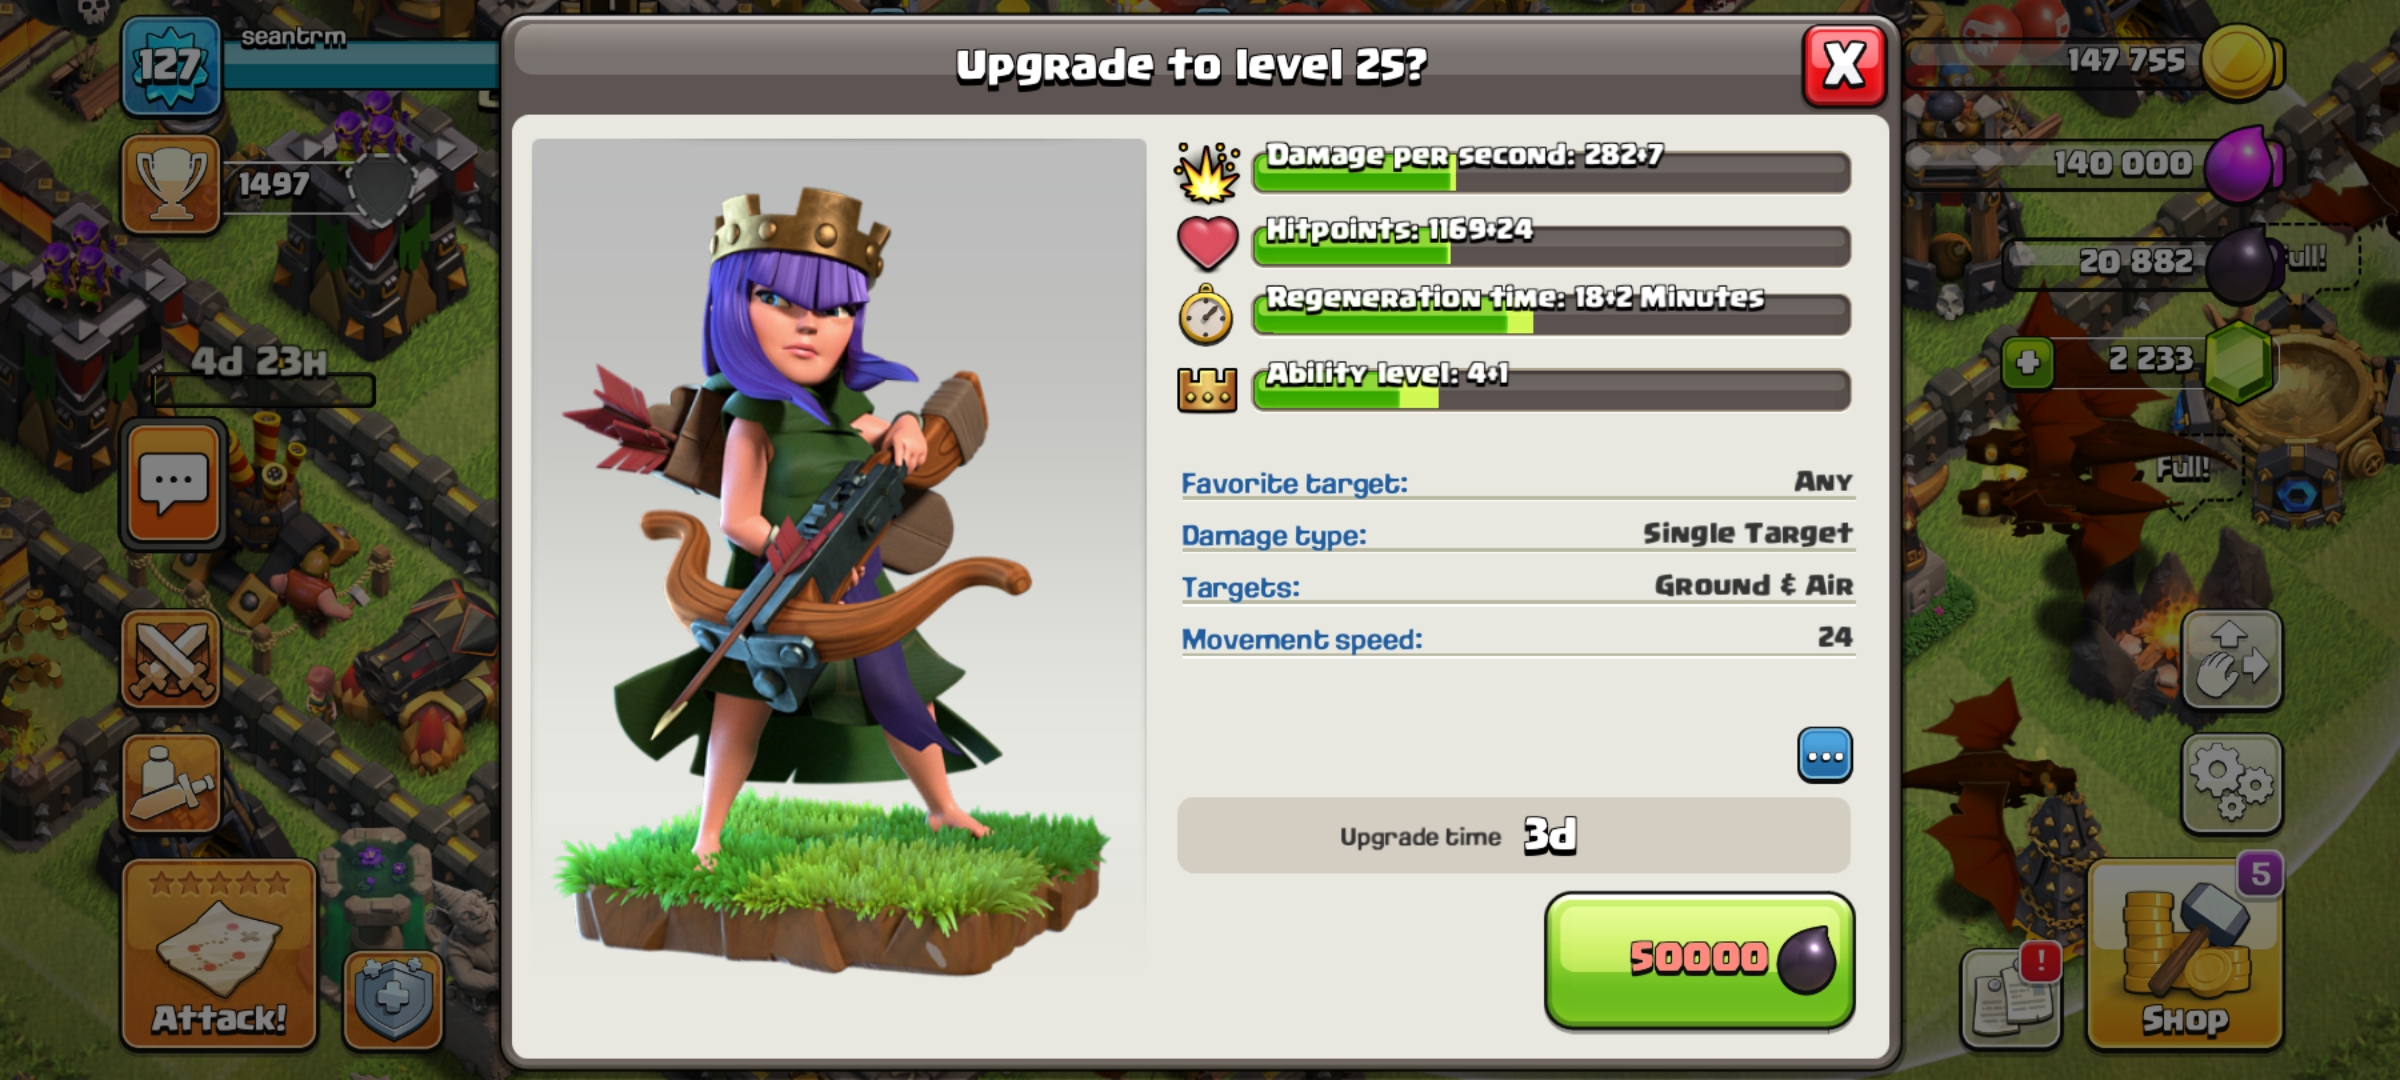 127
seantrm
Upgrade to level 25?
X
147 755
1497
140 000
20 882
Full!
2 233
4d 23H
Full!
Damage per second: 282+7
Hitpoints: 1169+24
Regeneration time: 18+2 Minutes
Ability level: 4+1
Favorite target: Any
Damage type: Single Target
Targets: Ground & Air
Movement speed: 24
Upgrade time 3d
50000
Attack!
5
!
Shop